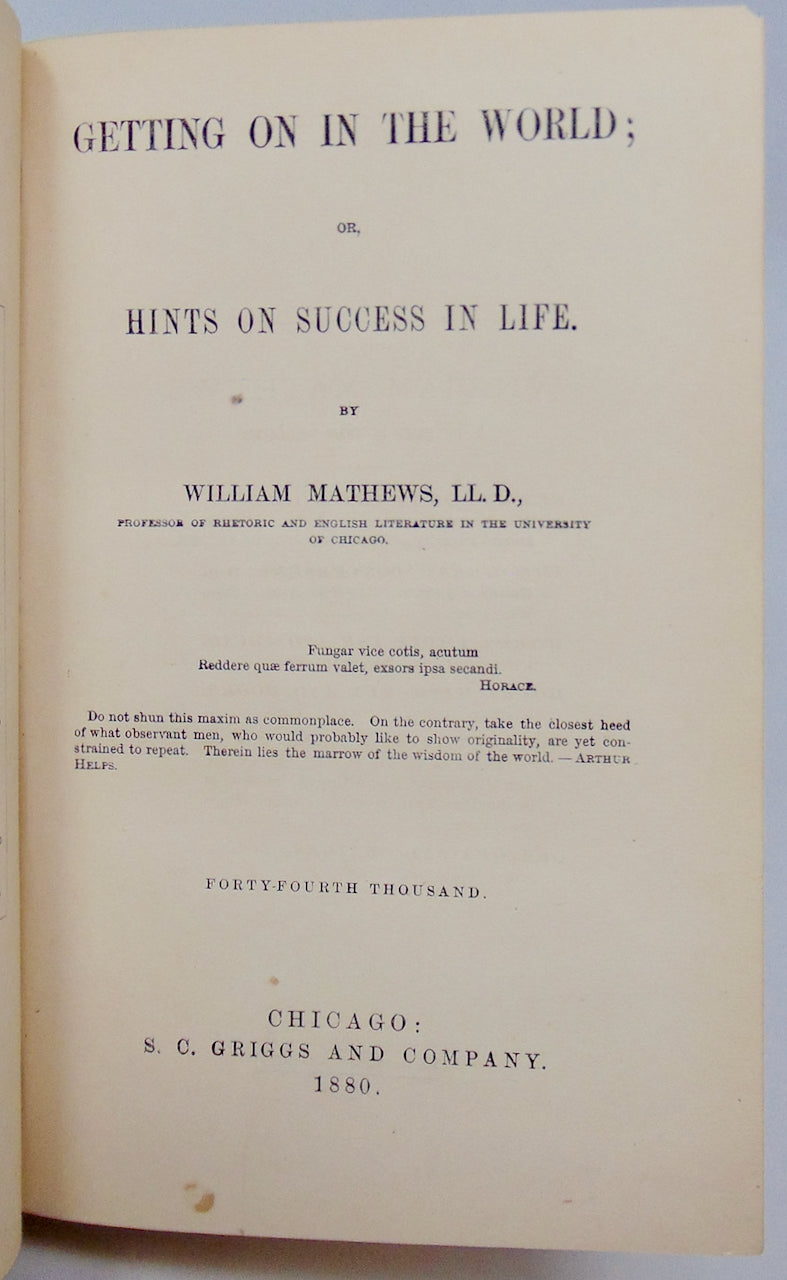 GETTING ON IN THE WORLD;
OR,
HINTS ON SUCCESS IN LIFE.
BY
WILLIAM MATHEWS, LL. D.,
PROFESSOR OF RHETORIC AND ENGLISH LITERATURE IN THE UNIVERSITY
OF CHICAGO.
Fungar vice cotis, acutum
Reddere quæ ferrum valet, exsors ipsa secandi.
HORACE.
Do not shun this maxim as commonplace. On the contrary, take the closest heed
of what observant men, who would probably like to show originality, are yet con-
strained to repeat. Therein lies the marrow of the wisdom of the world. — ARTHUR
HELPS.
FORTY-FOURTH THOUSAND.
CHICAGO:
S. C. GRIGGS AND COMPANY.
1880.